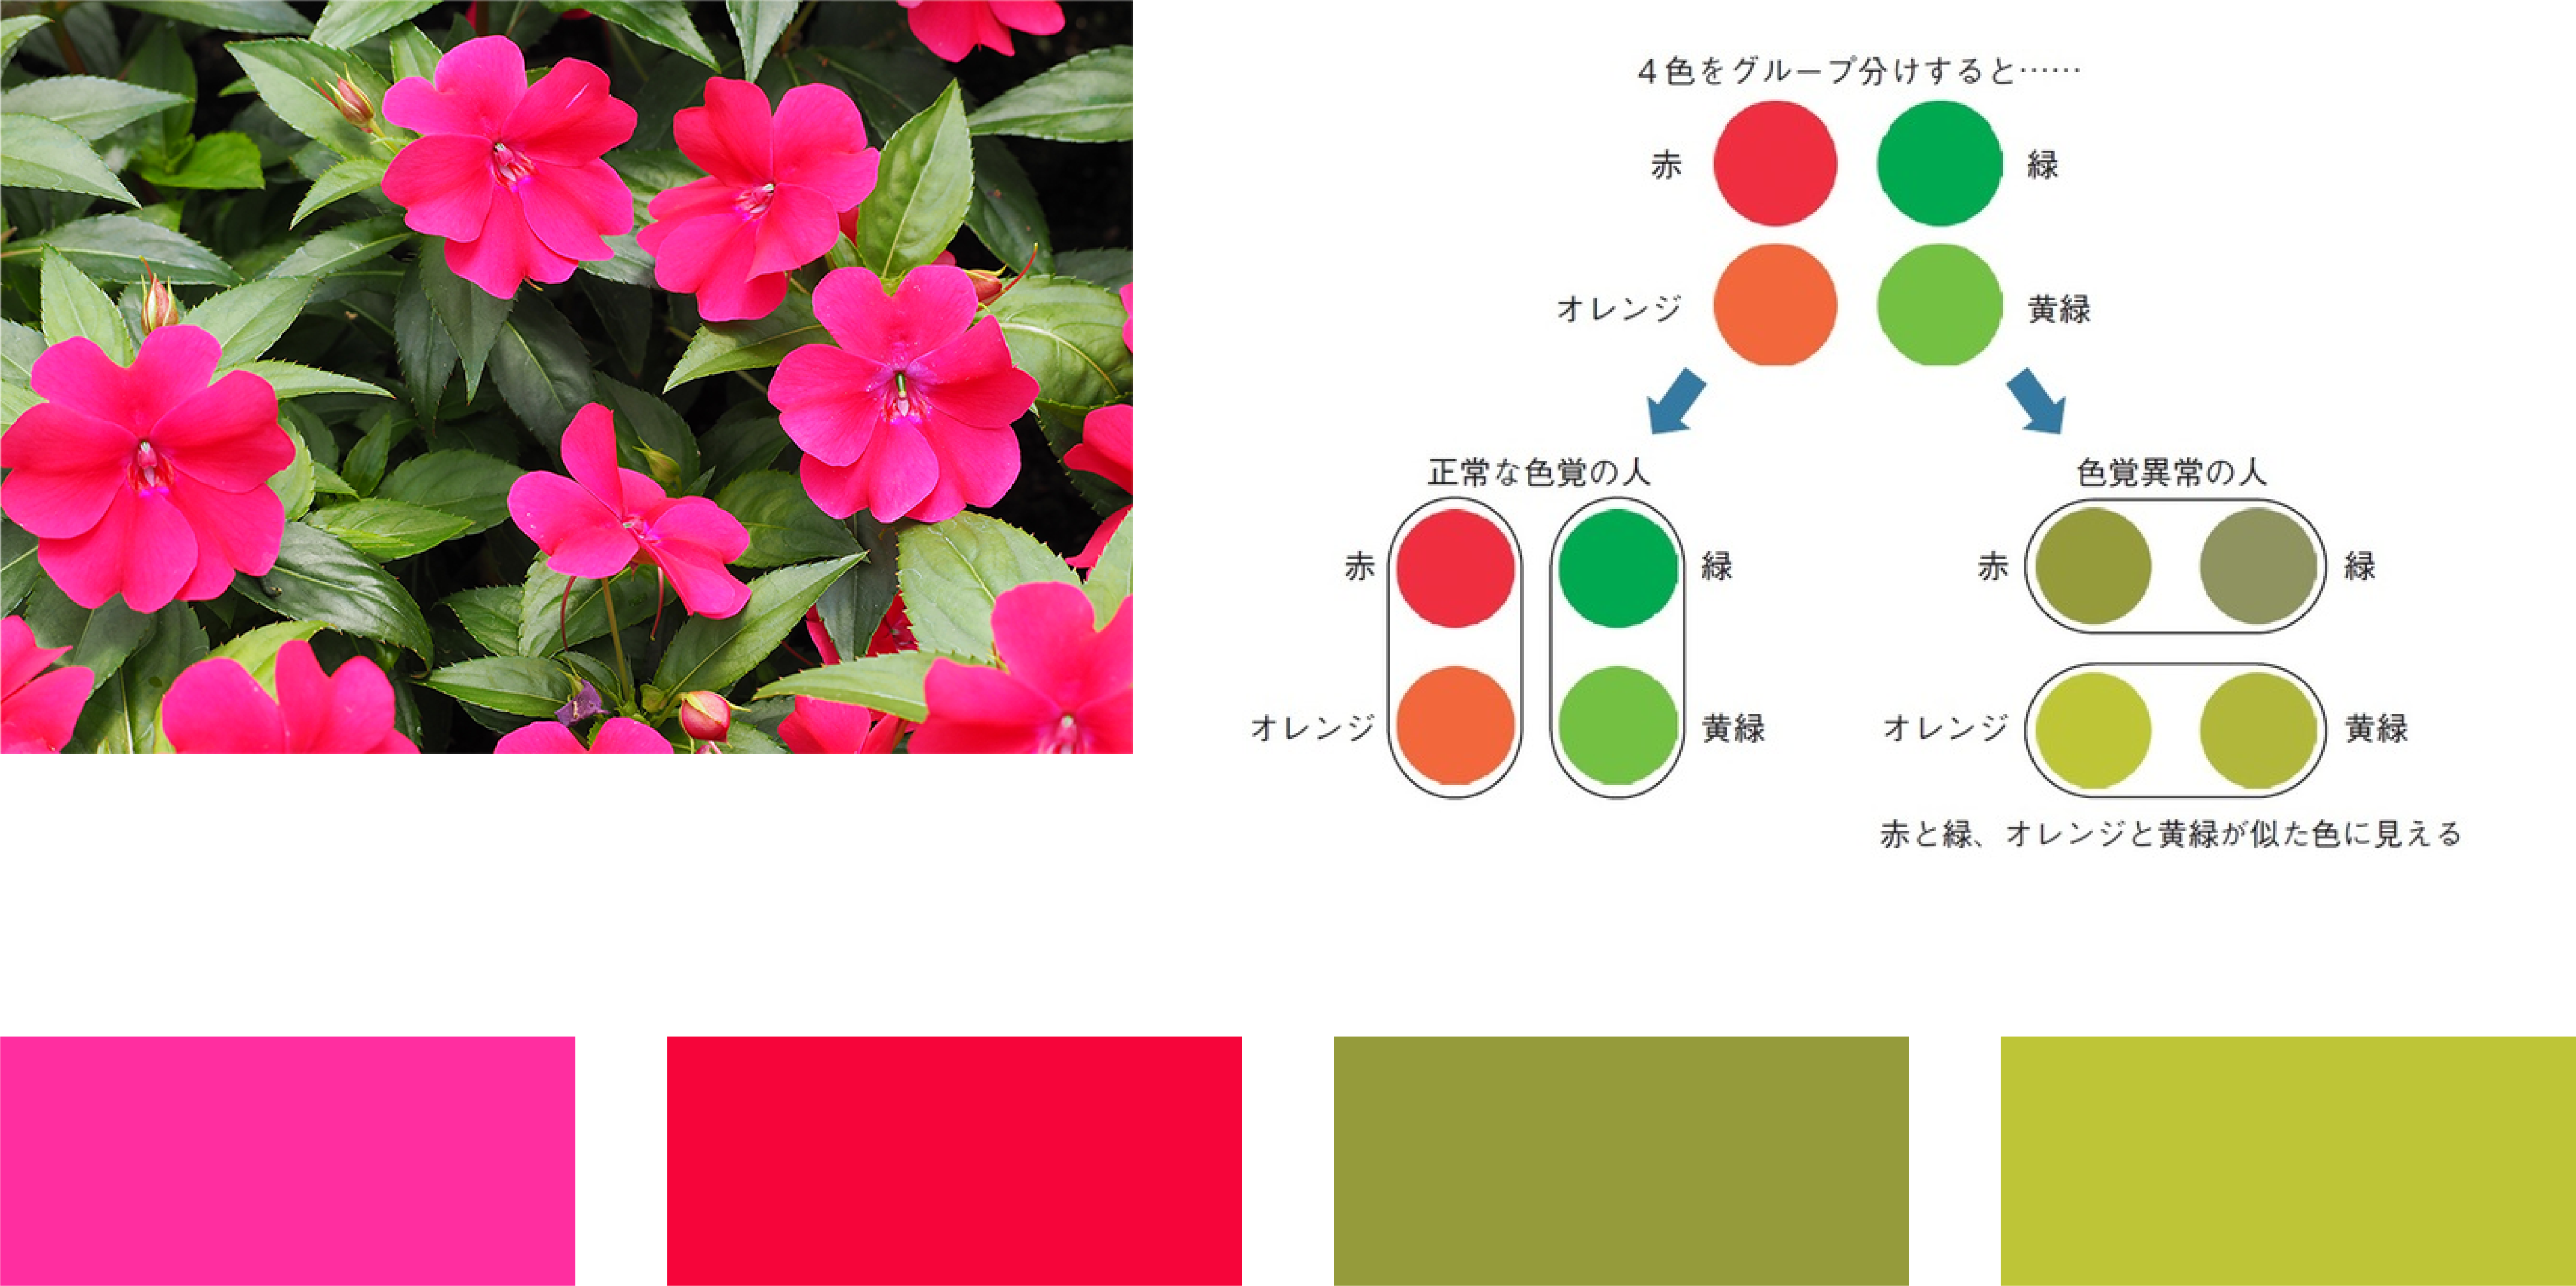 ４色をグループ分けすると……
赤
緑
オレンジ
黄緑
正常な色覚の人
色覚異常の人
赤
緑
赤
緑
オレンジ
黄緑
オレンジ
黄緑
赤と緑、オレンジと黄緑が似た色に見える